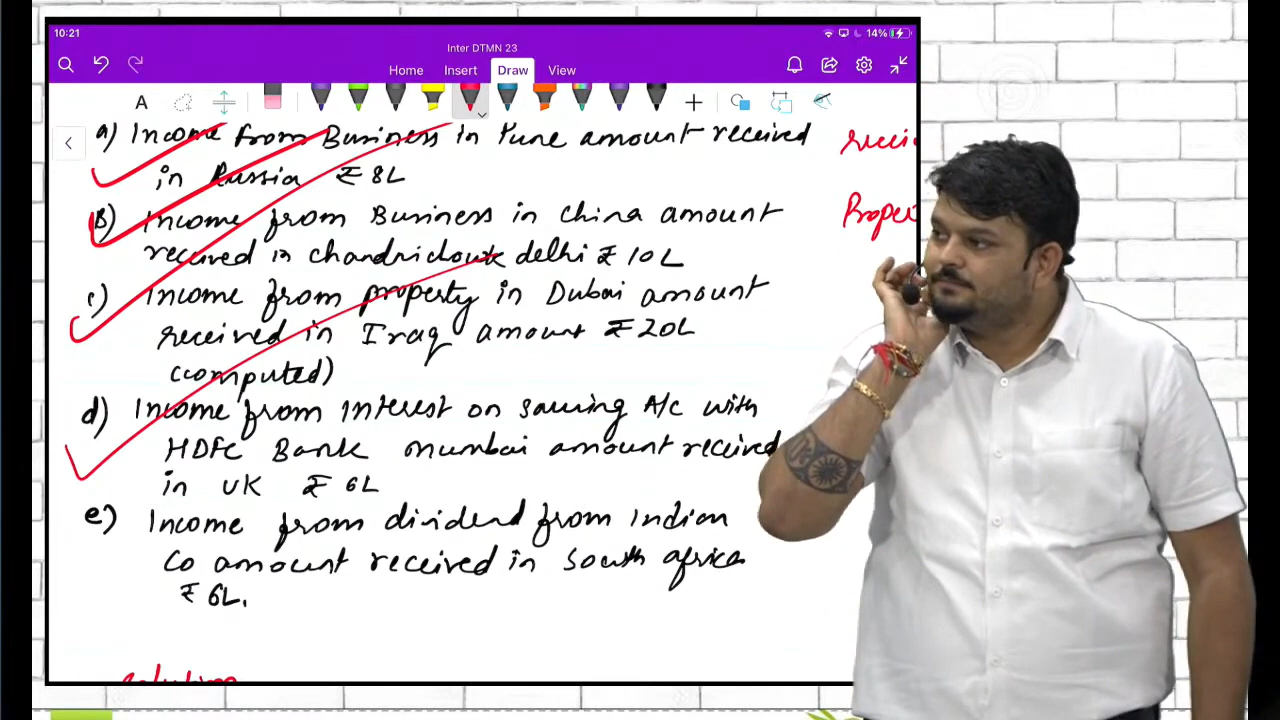 10:21
14%
Inter DTMN 23
Home Insert Draw View
A
a) Income from Business in Pune amount received
in Russia ₹ 8L
B) Income from Business in China amount
received in chandnichowk delhi ₹ 10L
c) Income from property in Dubai amount
received in Iraq amount ₹ 20L
(computed)
d) Income from Interest on saving A/c with
HDFC Bank mumbai amount received
in UK ₹ 6L
e) Income from dividend from Indian
Co amount received in South africa
₹ 6L.
solution